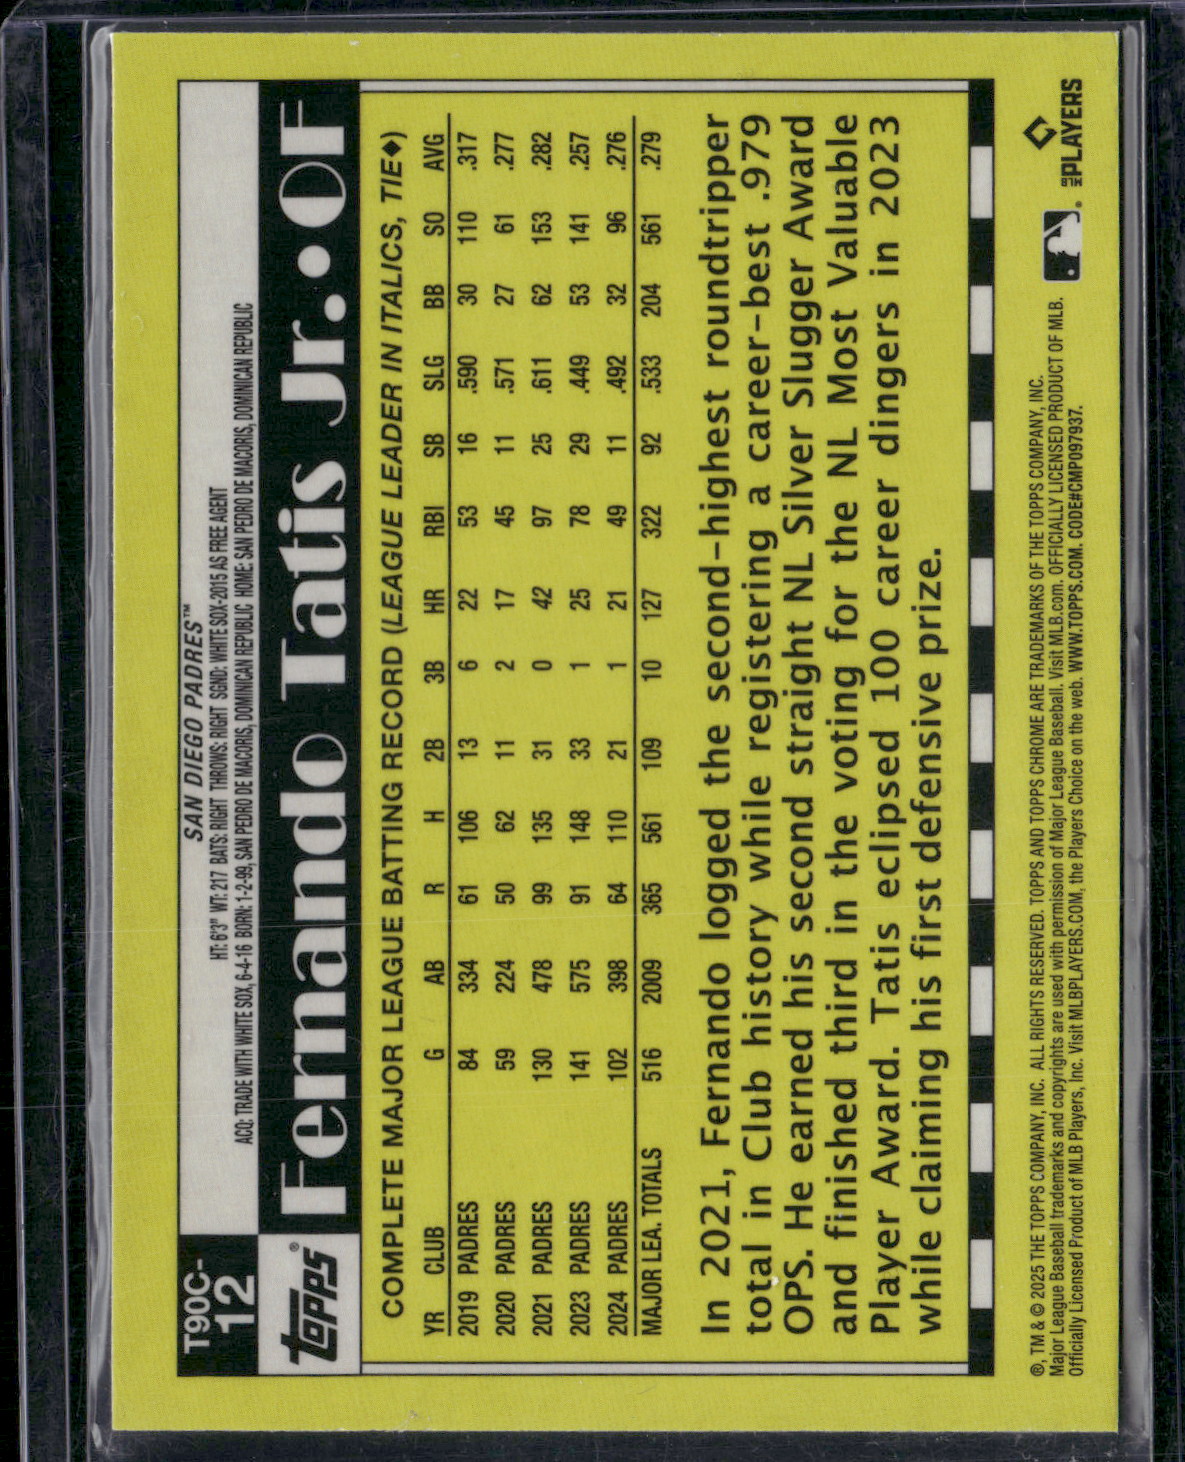 T90C-
12
SAN DIEGO PADRES™
HT: 6'3" WT: 217 BATS: RIGHT THROWS: RIGHT SGND: WHITE SOX-2015 AS FREE AGENT
ACQ: TRADE WITH WHITE SOX, 6-4-16 BORN: 1-2-99, SAN PEDRO DE MACORIS, DOMINICAN REPUBLIC HOME: SAN PEDRO DE MACORIS, DOMINICAN REPUBLIC
TOPPS®
Fernando Tatis Jr. • OF
COMPLETE MAJOR LEAGUE BATTING RECORD (LEAGUE LEADER IN ITALICS, TIE♦)
YR CLUB G AB R H 2B 3B HR RBI SB SLG BB SO AVG
2019 PADRES 84 334 61 106 13 6 22 53 16 .590 30 110 .317
2020 PADRES 59 224 50 62 11 2 17 45 11 .571 27 61 .277
2021 PADRES 130 478 99 135 31 0 42 97 25 .611 62 153 .282
2023 PADRES 141 575 91 148 33 1 25 78 29 .449 53 141 .257
2024 PADRES 102 398 64 110 21 1 21 49 11 .492 32 96 .276
MAJOR LEA. TOTALS 516 2009 365 561 109 10 127 322 92 .533 204 561 .279
In 2021, Fernando logged the second-highest roundtripper
total in Club history while registering a career-best .979
OPS. He earned his second straight NL Silver Slugger Award
and finished third in the voting for the NL Most Valuable
Player Award. Tatis eclipsed 100 career dingers in 2023
while claiming his first defensive prize.
®, TM & © 2025 THE TOPPS COMPANY, INC. ALL RIGHTS RESERVED. TOPPS AND TOPPS CHROME ARE TRADEMARKS OF THE TOPPS COMPANY, INC.
Major League Baseball trademarks and copyrights are used with permission of Major League Baseball. Visit MLB.com. OFFICIALLY LICENSED PRODUCT OF MLB.
Officially Licensed Product of MLB Players, Inc. Visit MLBPLAYERS.COM, the Players Choice on the web. WWW.TOPPS.COM. CODE#CMP097937.
THE PLAYERS